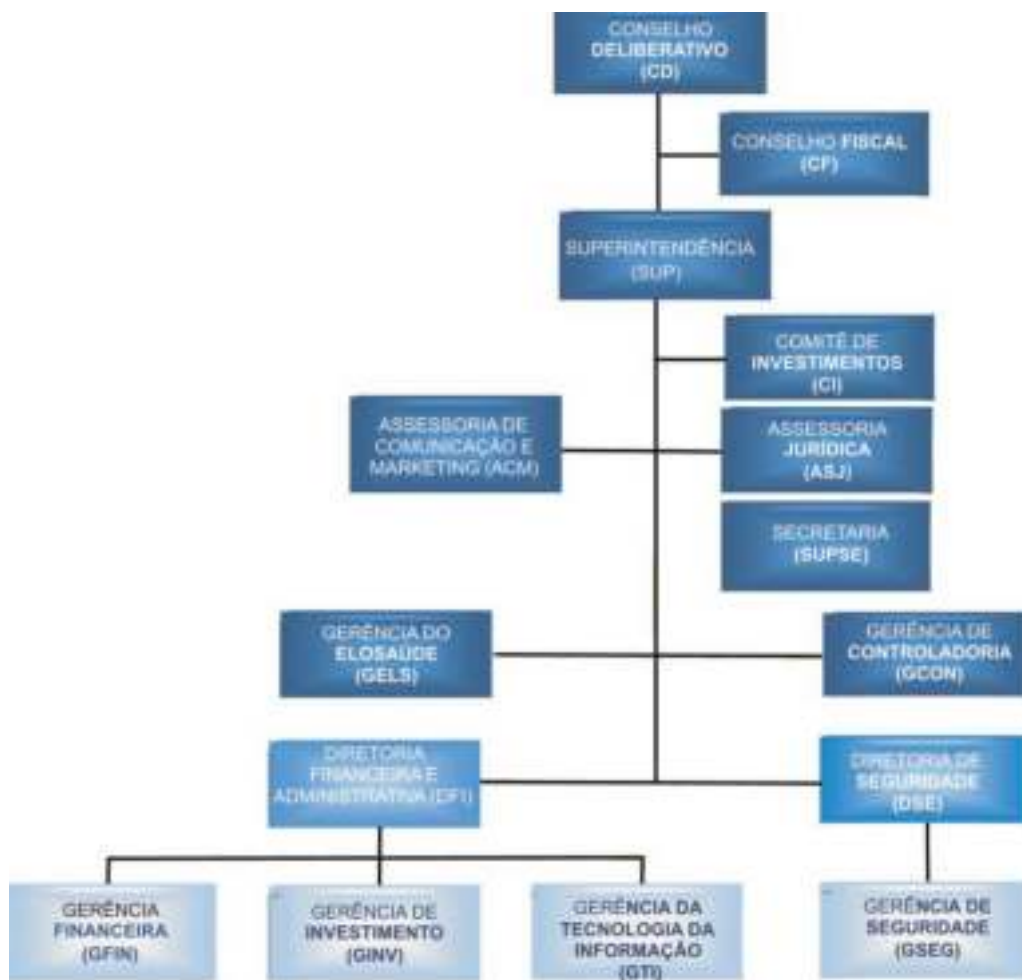 CONSELHO
DELIBERATIVO
(CD)
CONSELHO FISCAL
(CF)
SUPERINTENDÊNCIA
(SUP)
COMITÊ DE
INVESTIMENTOS
(CI)
ASSESSORIA DE
COMUNICAÇÃO E
MARKETING (ACM)
ASSESSORIA
JURÍDICA
(ASJ)
SECRETARIA
(SUPSE)
GERÊNCIA DO
ELOSAÚDE
(GELS)
GERÊNCIA DE
CONTROLADORIA
(GCON)
DIRETORIA
FINANCEIRA E
ADMINISTRATIVA (DFI)
DIRETORIA DE
SEGURIDADE
(DSE)
GERÊNCIA
FINANCEIRA
(GFIN)
GERÊNCIA DE
INVESTIMENTO
(GINV)
GERÊNCIA DA
TECNOLOGIA DA
INFORMAÇÃO
(GTI)
GERÊNCIA DE
SEGURIDADE
(GSEG)